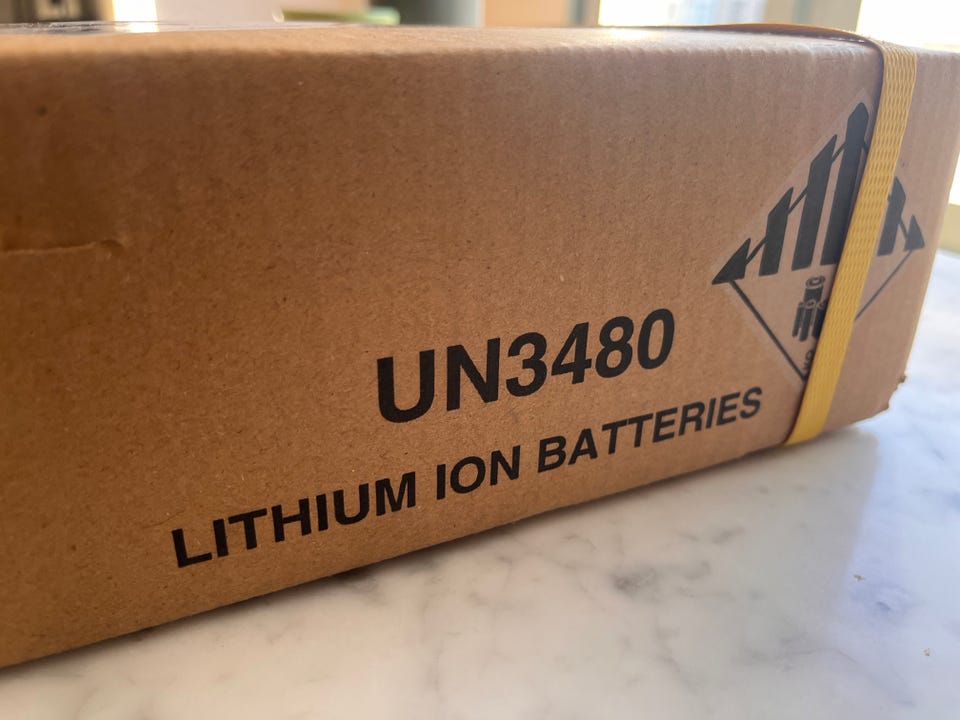 UN3480
LITHIUM ION BATTERIES